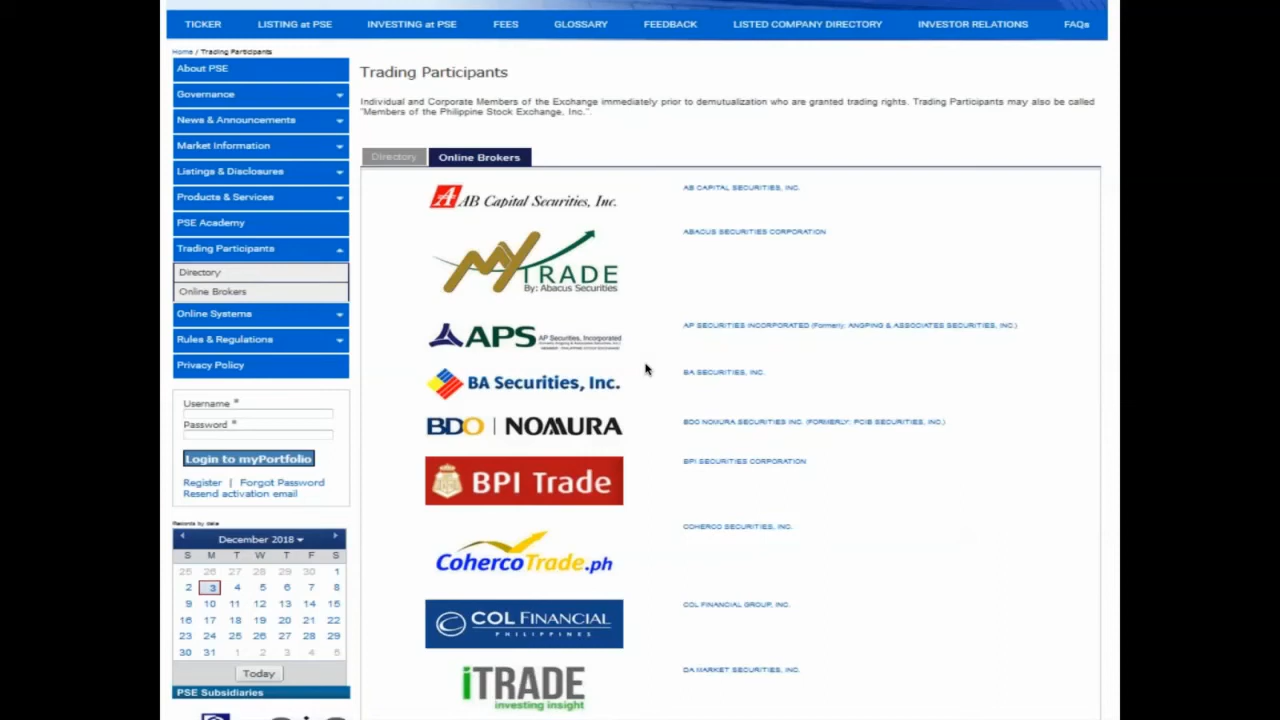 TICKER
LISTING at PSE
INVESTING at PSE
FEES
GLOSSARY
FEEDBACK
LISTED COMPANY DIRECTORY
INVESTOR RELATIONS
FAQs
Home / Trading Participants
About PSE
Governance
News & Announcements
Market Information
Listings & Disclosures
Products & Services
PSE Academy
Trading Participants
Directory
Online Brokers
Online Systems
Rules & Regulations
Privacy Policy
Username *
Password *
Login to myPortfolio
Register | Forgot Password
Resend activation email
Records by date
December 2018
S M T W T F S
25 26 27 28 29 30 1
2 3 4 5 6 7 8
9 10 11 12 13 14 15
16 17 18 19 20 21 22
23 24 25 26 27 28 29
30 31 1 2 3 4 5
Today
PSE Subsidiaries
Trading Participants
Individual and Corporate Members of the Exchange immediately prior to demutualization who are granted trading rights. Trading Participants may also be called
"Members of the Philippine Stock Exchange, Inc.".
Directory
Online Brokers
A AB Capital Securities, Inc.
AB CAPITAL SECURITIES, INC.
MYTRADE
By: Abacus Securities
ABACUS SECURITIES CORPORATION
APS AP Securities, Incorporated
AP SECURITIES INCORPORATED (Formerly: ANGPING & ASSOCIATES SECURITIES, INC.)
BA Securities, Inc.
BA SECURITIES, INC.
BDO | NOMURA
BDO NOMURA SECURITIES INC. (FORMERLY: PCIB SECURITIES, INC.)
BPI Trade
BPI SECURITIES CORPORATION
CohercoTrade.ph
COHERCO SECURITIES, INC.
COL FINANCIAL
PHILIPPINES
COL FINANCIAL GROUP, INC.
iTRADE
investing insight
DA MARKET SECURITIES, INC.